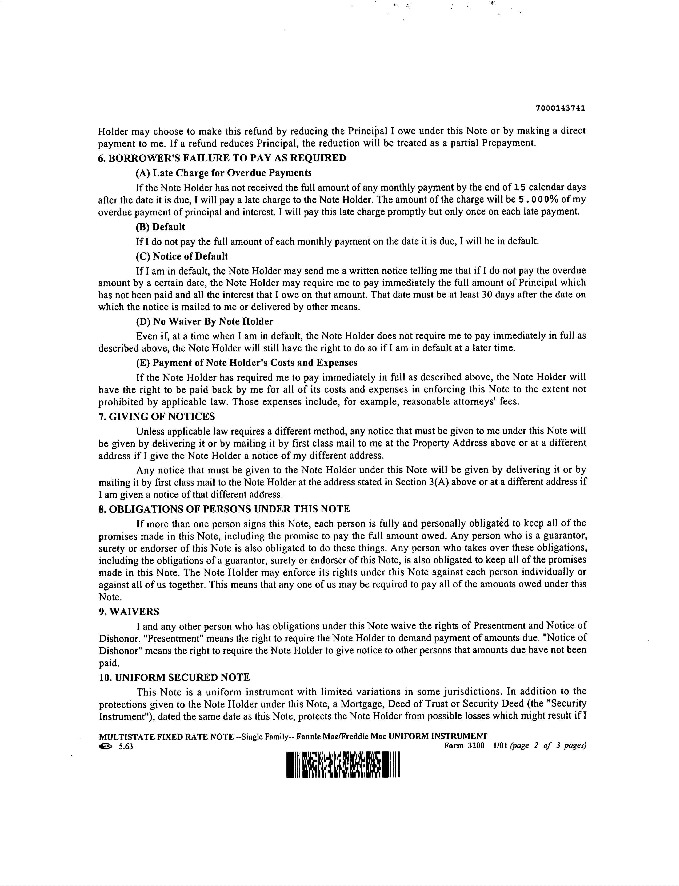 7000143741
Holder may choose to make this refund by reducing the Principal I owe under this Note or by making a direct
payment to me. If a refund reduces Principal, the reduction will be treated as a partial Prepayment.
6. BORROWER'S FAILURE TO PAY AS REQUIRED
(A) Late Charge for Overdue Payments
If the Note Holder has not received the full amount of any monthly payment by the end of 15 calendar days
after the date it is due, I will pay a late charge to the Note Holder. The amount of the charge will be 5.000% of my
overdue payment of principal and interest. I will pay this late charge promptly but only once on each late payment.
(B) Default
If I do not pay the full amount of each monthly payment on the date it is due, I will be in default.
(C) Notice of Default
If I am in default, the Note Holder may send me a written notice telling me that if I do not pay the overdue
amount by a certain date, the Note Holder may require me to pay immediately the full amount of Principal which
has not been paid and all the interest that I owe on that amount. That date must be at least 30 days after the date on
which the notice is mailed to me or delivered by other means.
(D) No Waiver By Note Holder
Even if, at a time when I am in default, the Note Holder does not require me to pay immediately in full as
described above, the Note Holder will still have the right to do so if I am in default at a later time.
(E) Payment of Note Holder's Costs and Expenses
If the Note Holder has required me to pay immediately in full as described above, the Note Holder will
have the right to be paid back by me for all of its costs and expenses in enforcing this Note to the extent not
prohibited by applicable law. Those expenses include, for example, reasonable attorneys' fees.
7. GIVING OF NOTICES
Unless applicable law requires a different method, any notice that must be given to me under this Note will
be given by delivering it or by mailing it by first class mail to me at the Property Address above or at a different
address if I give the Note Holder a notice of my different address.
Any notice that must be given to the Note Holder under this Note will be given by delivering it or by
mailing it by first class mail to the Note Holder at the address stated in Section 3(A) above or at a different address if
I am given a notice of that different address.
8. OBLIGATIONS OF PERSONS UNDER THIS NOTE
If more than one person signs this Note, each person is fully and personally obligated to keep all of the
promises made in this Note, including the promise to pay the full amount owed. Any person who is a guarantor,
surety or endorser of this Note is also obligated to do these things. Any person who takes over these obligations,
including the obligations of a guarantor, surety or endorser of this Note, is also obligated to keep all of the promises
made in this Note. The Note Holder may enforce its rights under this Note against each person individually or
against all of us together. This means that any one of us may be required to pay all of the amounts owed under this
Note.
9. WAIVERS
I and any other person who has obligations under this Note waive the rights of Presentment and Notice of
Dishonor. "Presentment" means the right to require the Note Holder to demand payment of amounts due. "Notice of
Dishonor" means the right to require the Note Holder to give notice to other persons that amounts due have not been
paid.
10. UNIFORM SECURED NOTE
This Note is a uniform instrument with limited variations in some jurisdictions. In addition to the
protections given to the Note Holder under this Note, a Mortgage, Deed of Trust or Security Deed (the "Security
Instrument"), dated the same date as this Note, protects the Note Holder from possible losses which might result if I
MULTISTATE FIXED RATE NOTE --Single Family-- Fannie Mae/Freddie Mac UNIFORM INSTRUMENT
5.63 Form 3200 1/01 (page 2 of 3 pages)